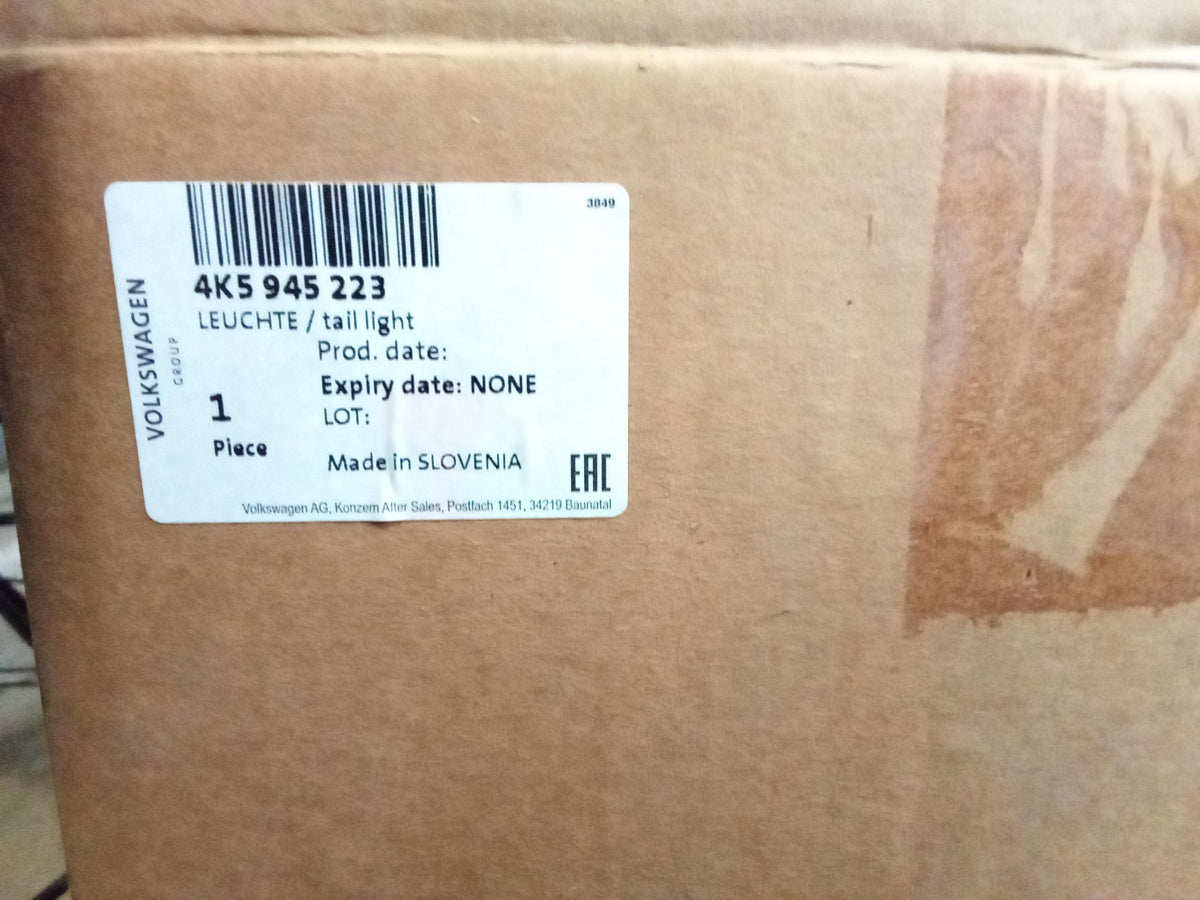 3849
4K5 945 223
LEUCHTE / tail light
Prod. date:
Expiry date: NONE
LOT:
1
Piece
Made in SLOVENIA
EAC
Volkswagen AG, Konzern After Sales, Postfach 1451, 34219 Baunatal
VOLKSWAGEN
GROUP